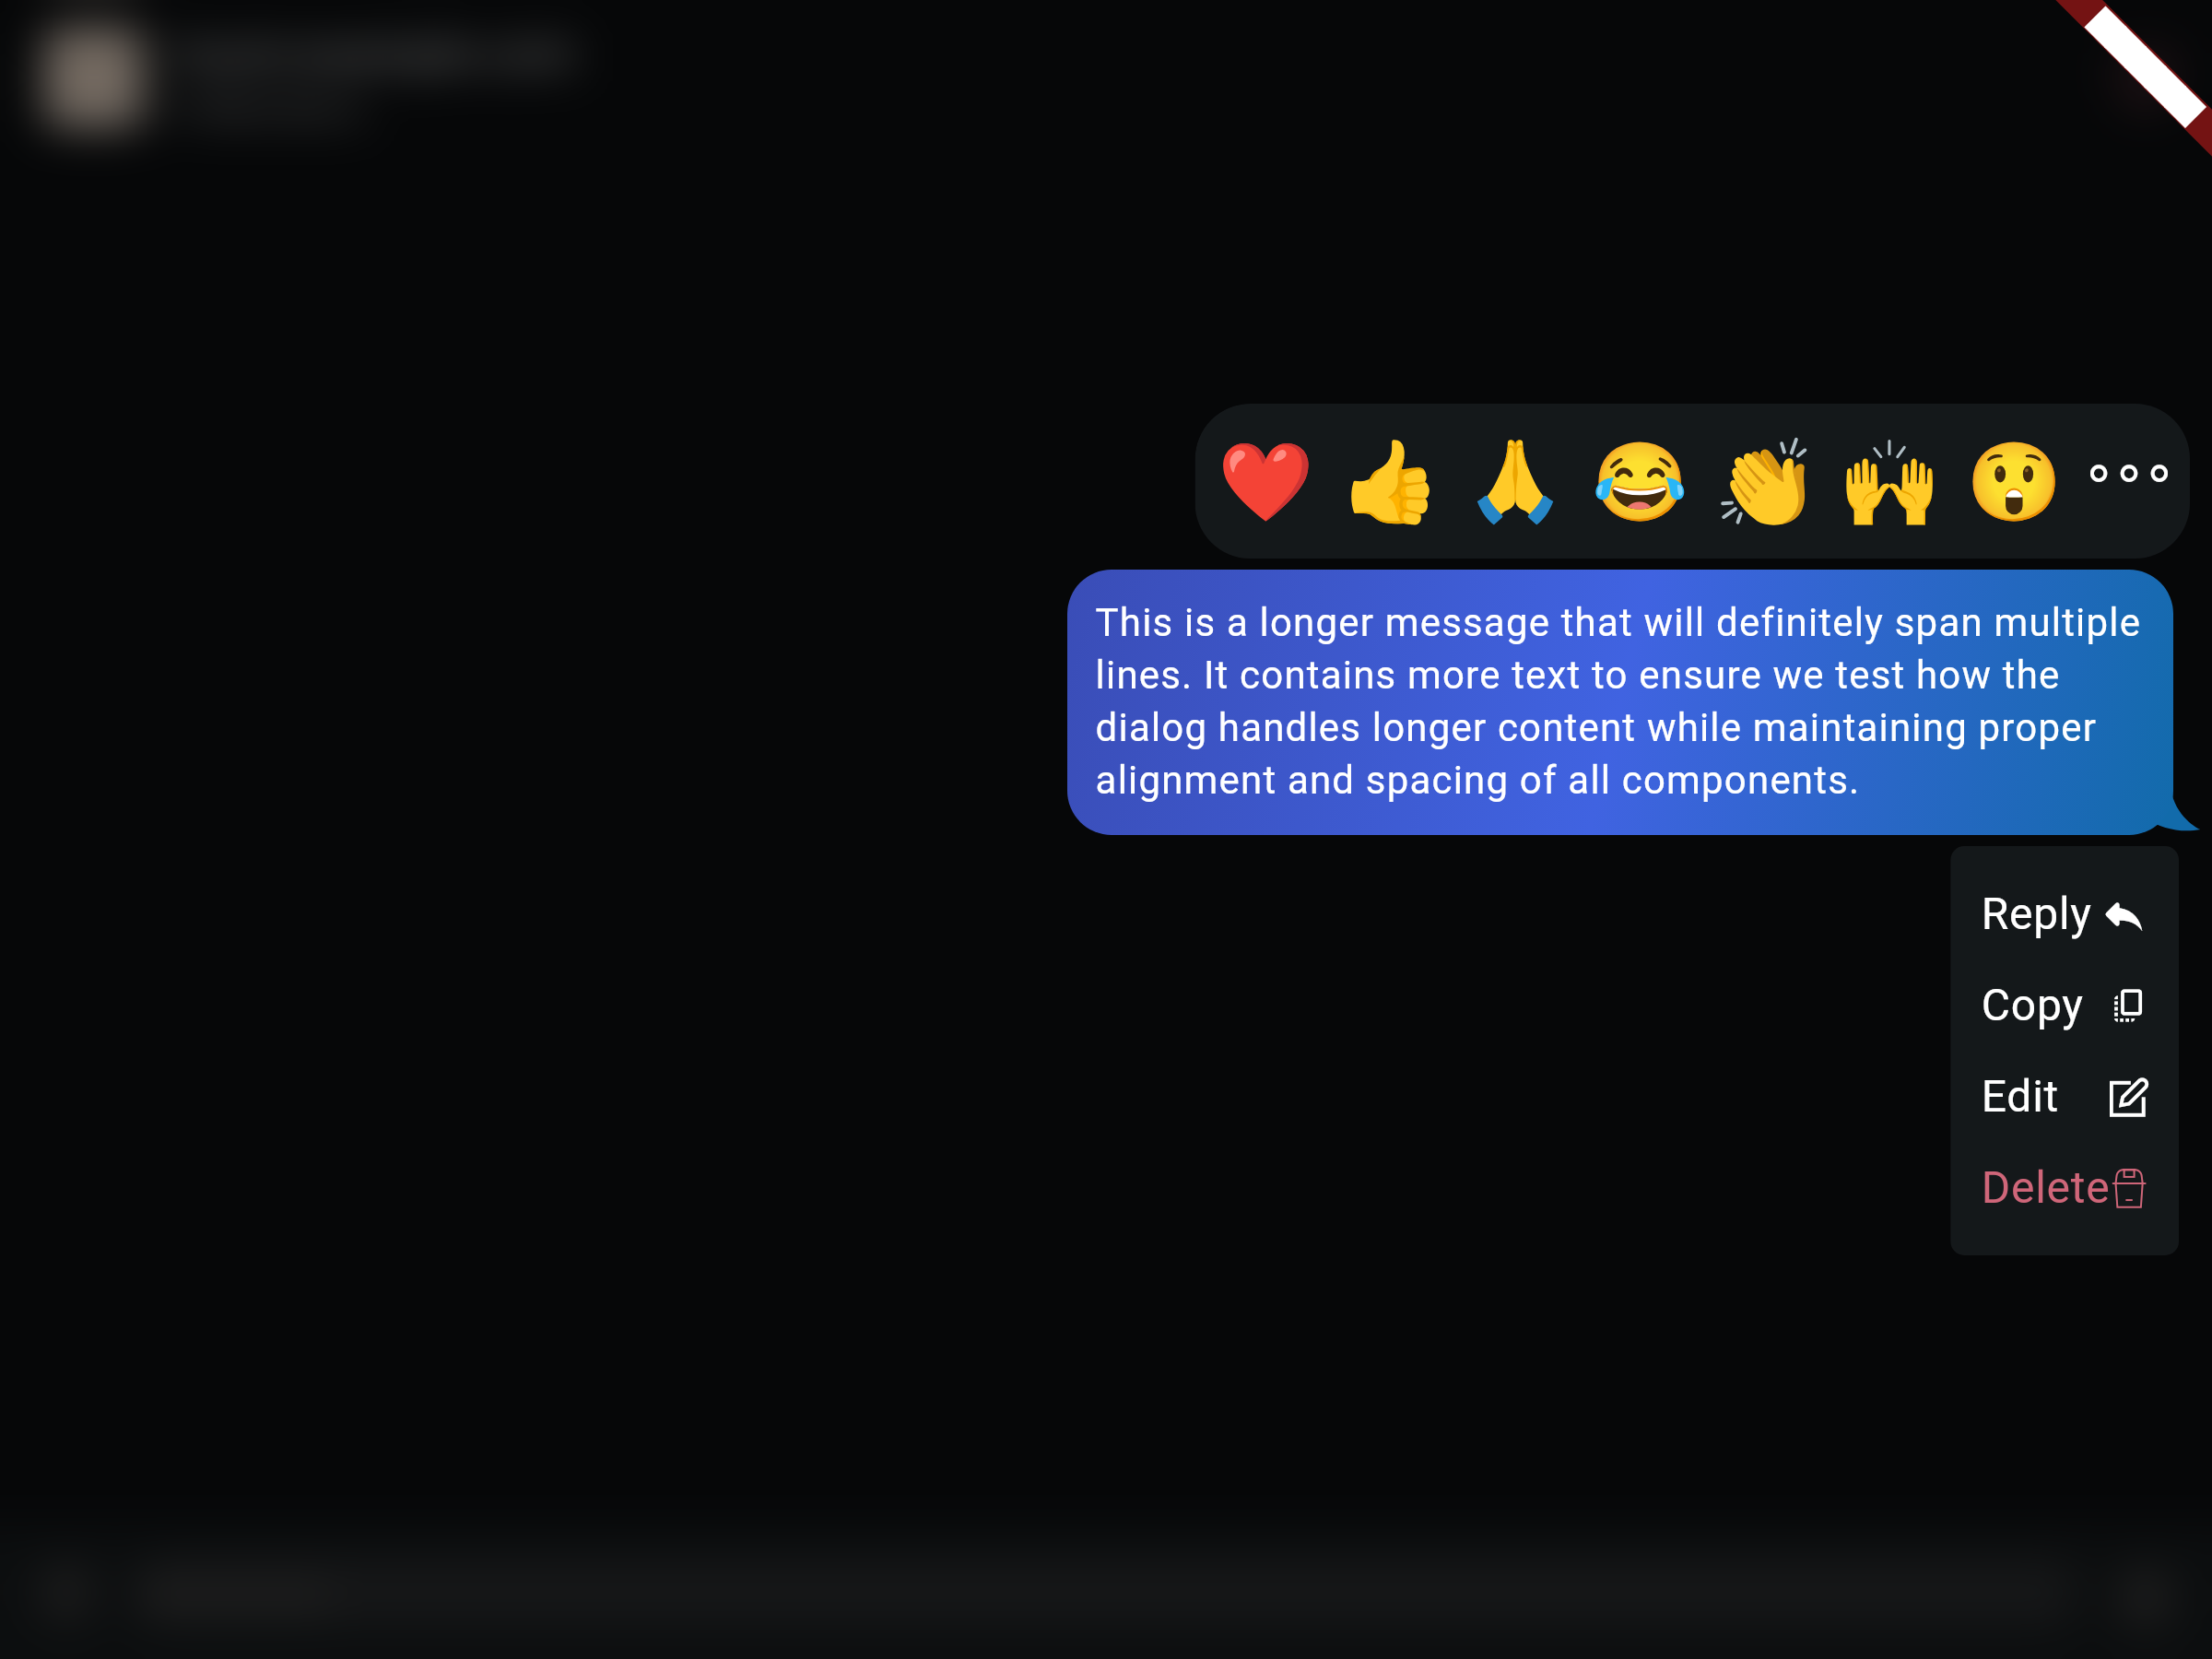 This is a longer message that will definitely span multiple
lines. It contains more text to ensure we test how the
dialog handles longer content while maintaining proper
alignment and spacing of all components.
Reply
Copy
Edit
Delete